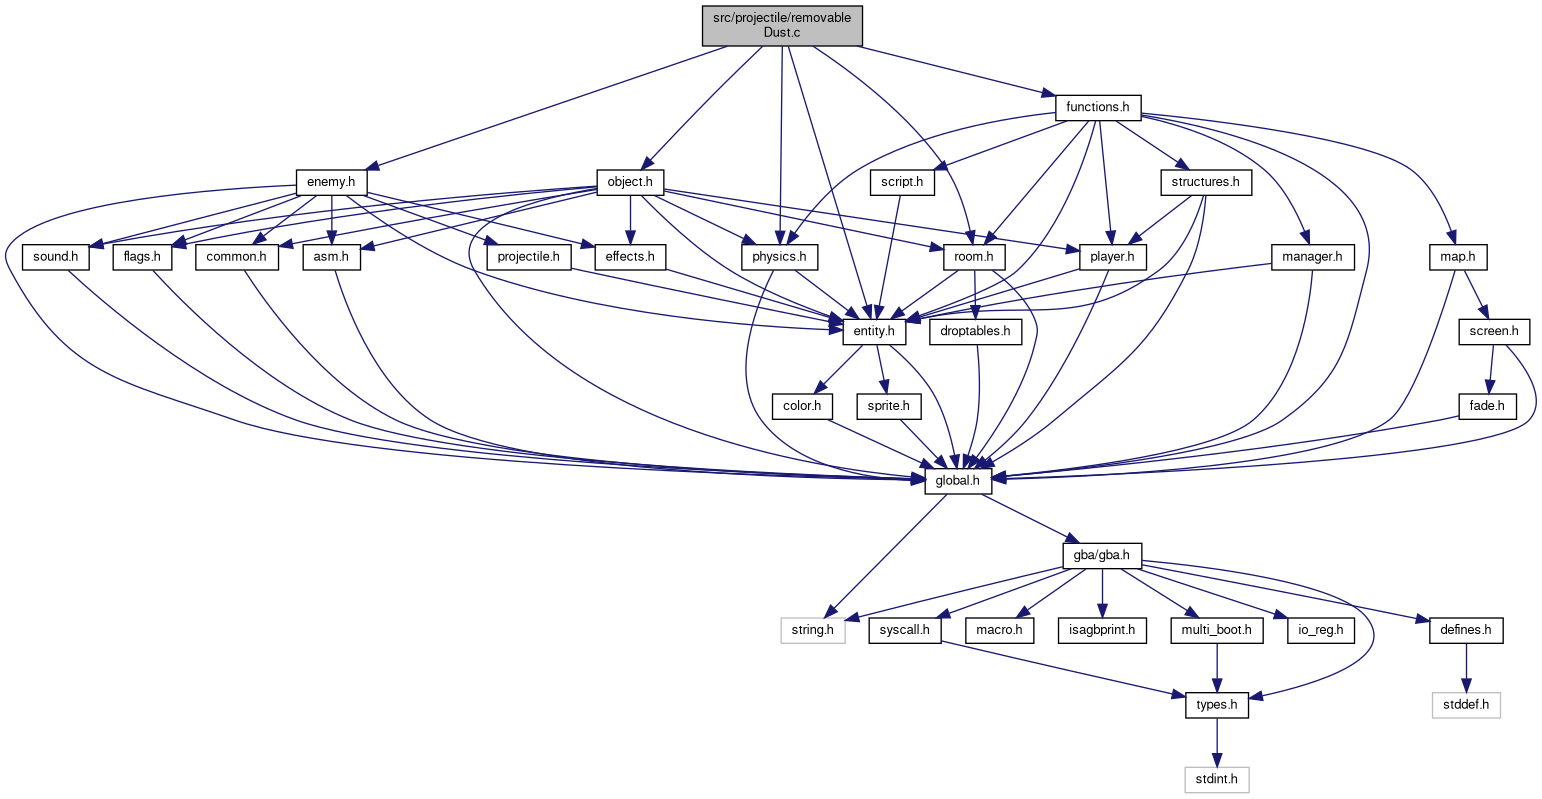 src/projectile/removable
Dust.c
functions.h
enemy.h
object.h
script.h
structures.h
sound.h
flags.h
common.h
asm.h
projectile.h
effects.h
physics.h
room.h
player.h
manager.h
map.h
entity.h
droptables.h
screen.h
color.h
sprite.h
fade.h
global.h
gba/gba.h
string.h
syscall.h
macro.h
isagbprint.h
multi_boot.h
io_reg.h
defines.h
types.h
stddef.h
stdint.h